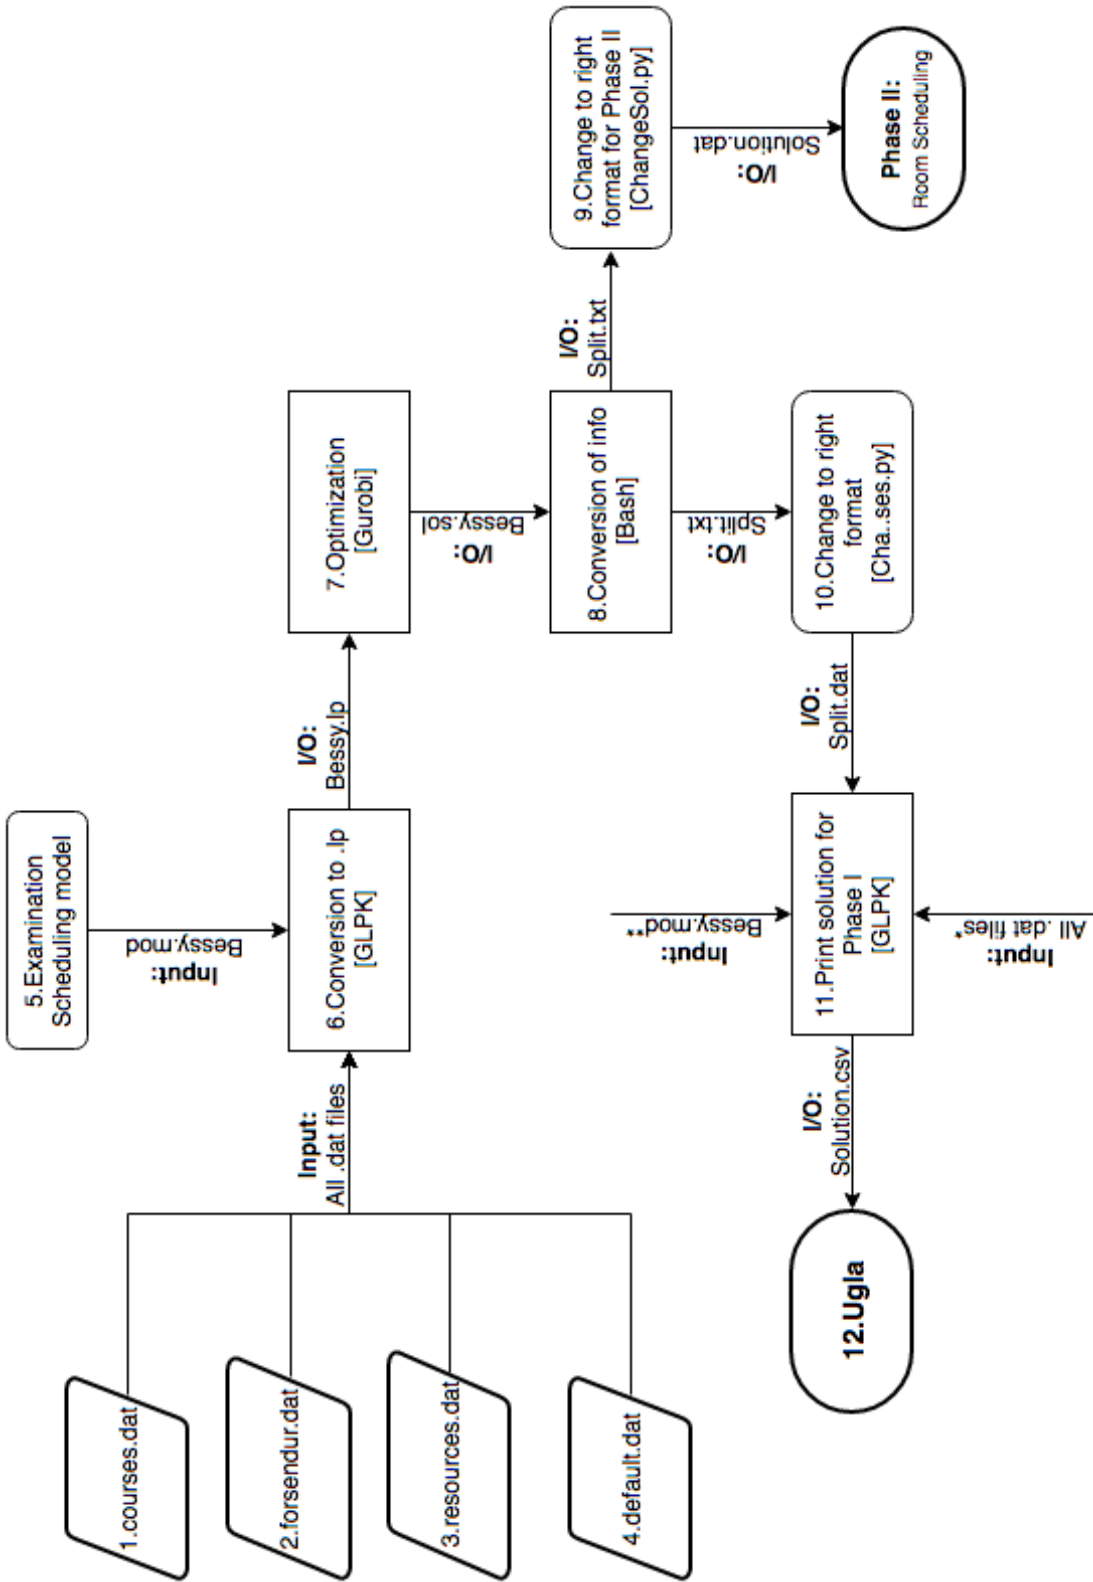 1.courses.dat
2.forsendur.dat
3.resources.dat
4.default.dat
Input:
All .dat files
5.Examination
Scheduling model
Input:
Bessy.mod
6.Conversion to .lp
[GLPK]
I/O:
Bessy.lp
7.Optimization
[Gurobi]
I/O:
Bessy.sol
8.Conversion of info
[Bash]
I/O:
Split.txt
9.Change to right
format for Phase II
[ChangeSol.py]
I/O:
Solution.dat
Phase II:
Room Scheduling
I/O:
Split.txt
10.Change to right
format
[Cha..ses.py]
I/O:
Split.dat
Input:
Bessy.mod**
11.Print solution for
Phase I
[GLPK]
Input:
All .dat files*
I/O:
Solution.csv
12.Ugla